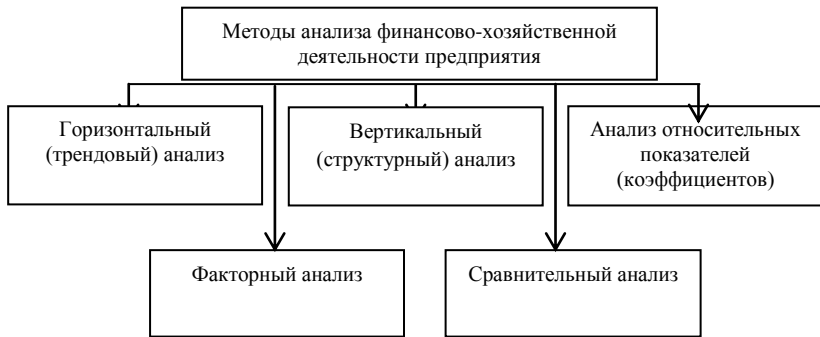 Методы анализа финансово-хозяйственной
деятельности предприятия
Горизонтальный
(трендовый) анализ
Вертикальный
(структурный) анализ
Анализ относительных
показателей
(коэффициентов)
Факторный анализ
Сравнительный анализ